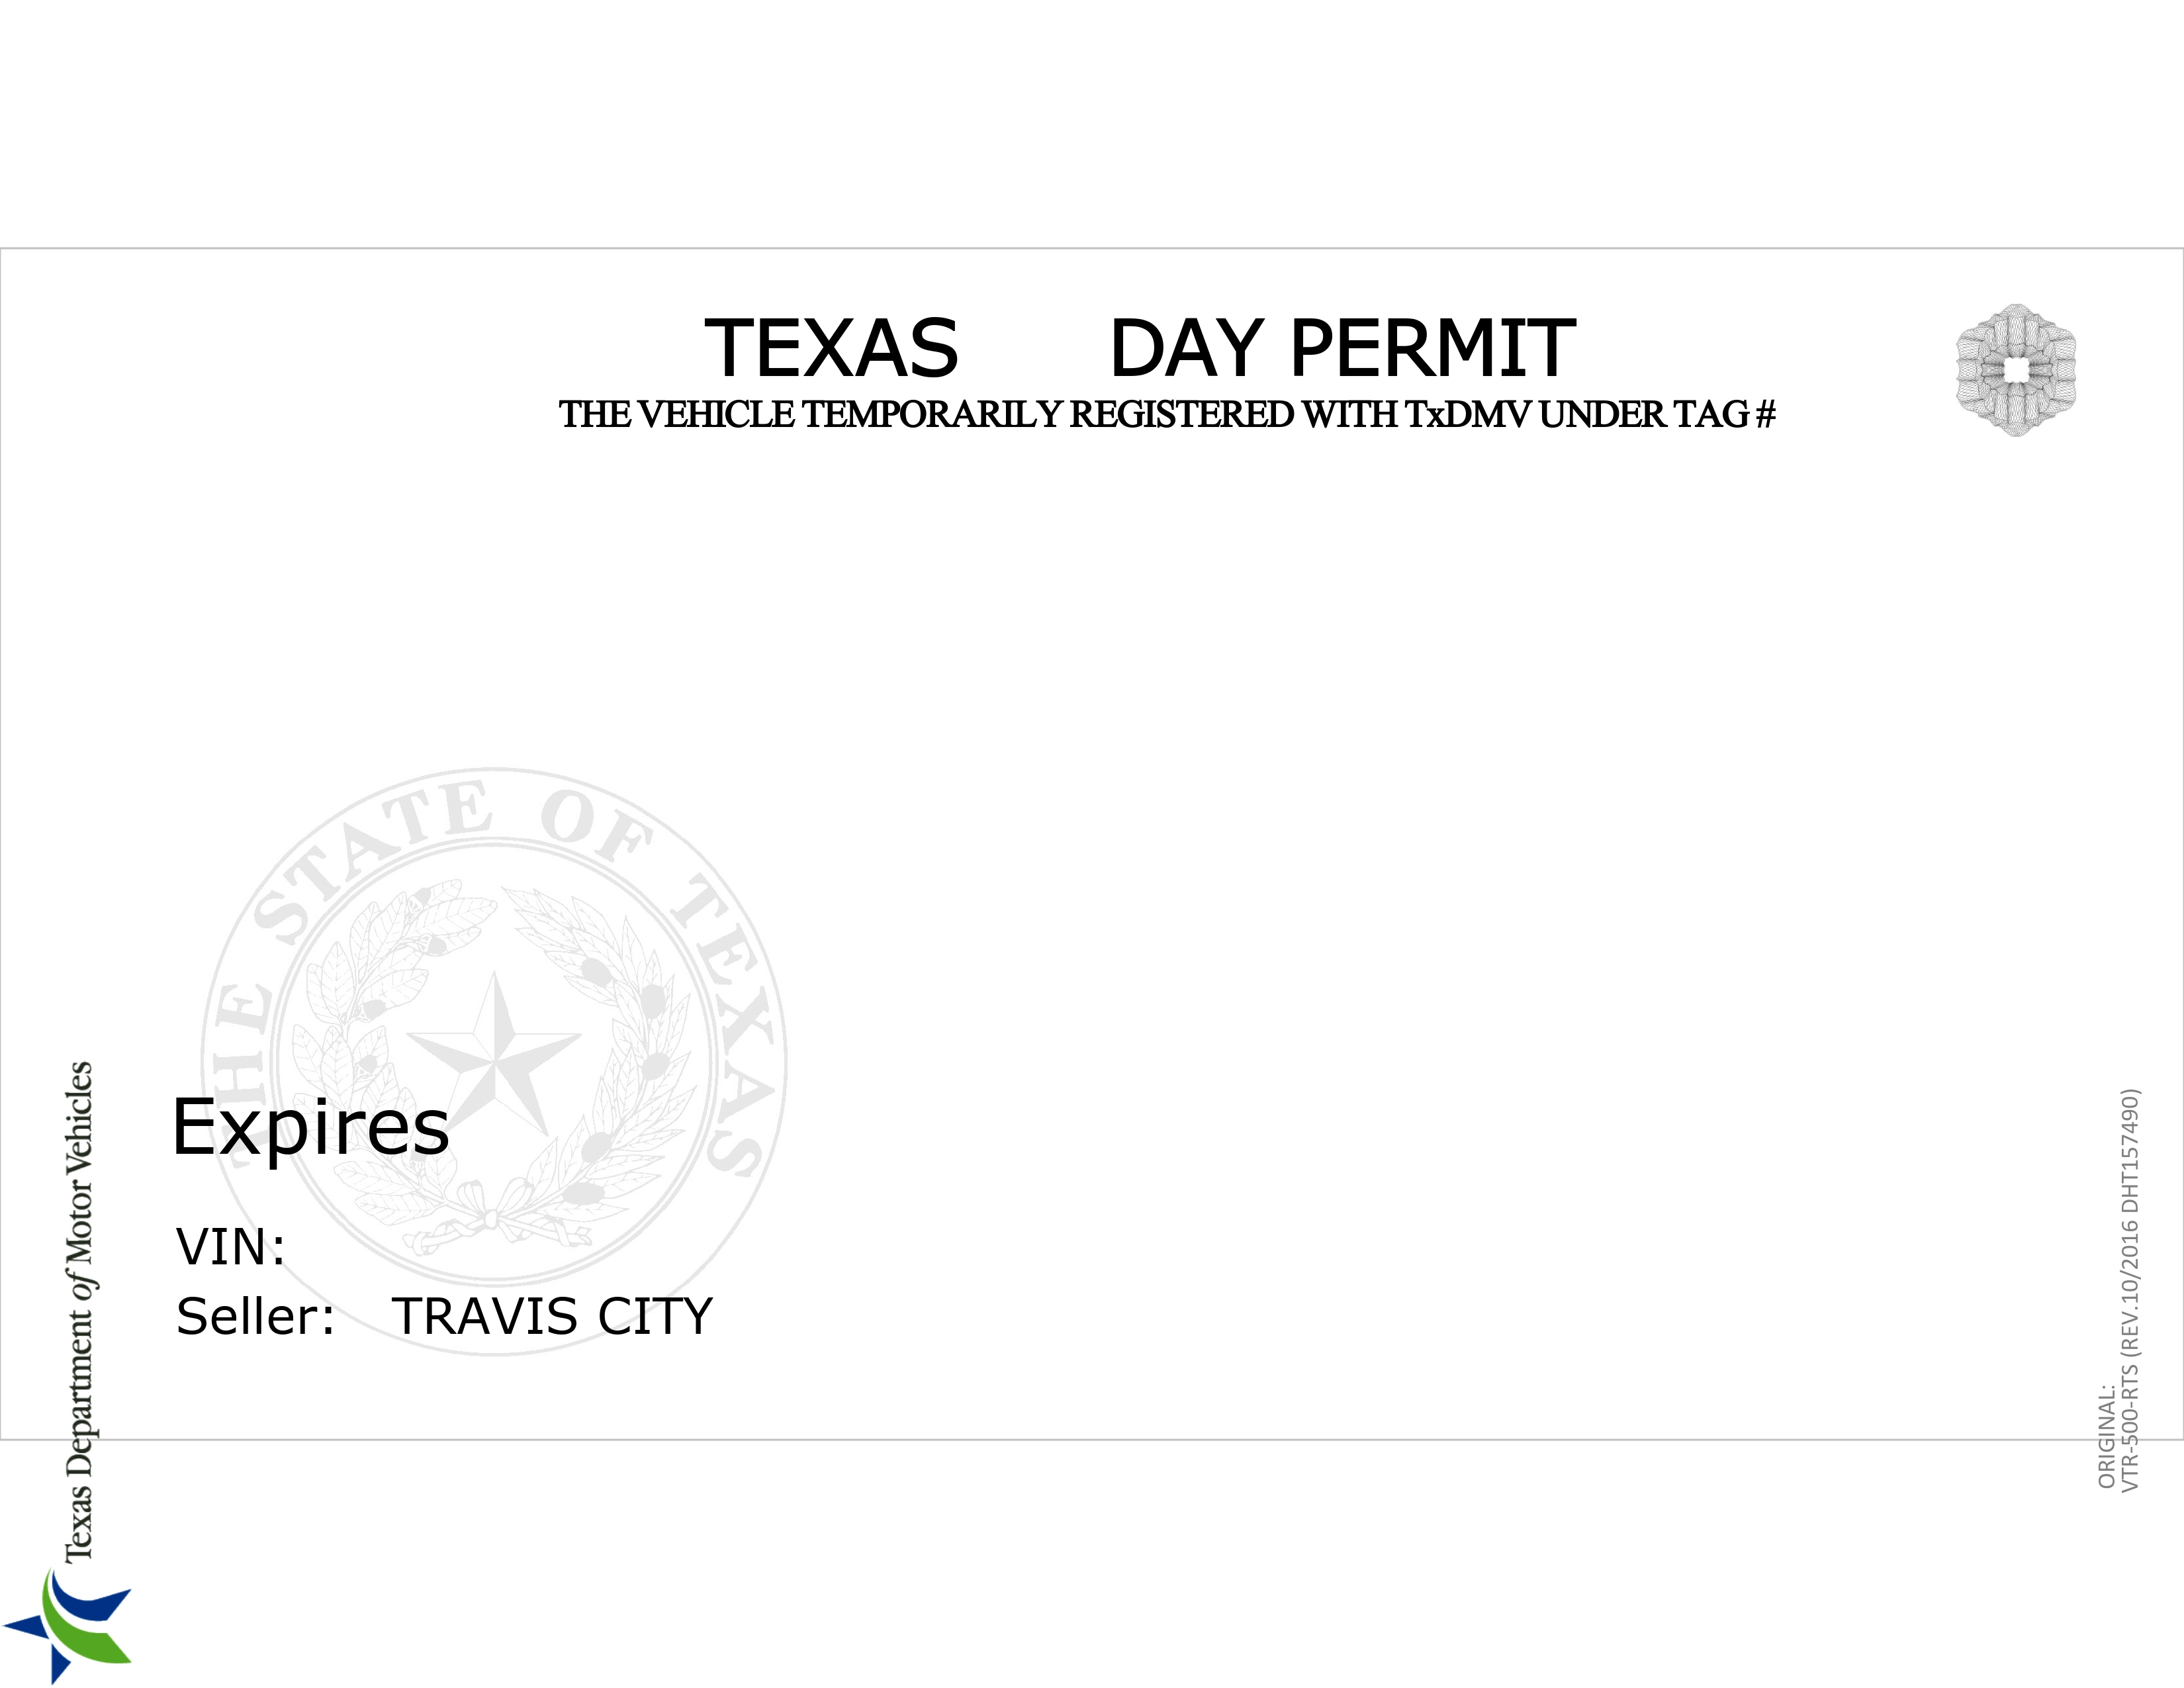 TEXAS DAY PERMIT
THE VEHICLE TEMPORARILY REGISTERED WITH TxDMV UNDER TAG #
THE STATE OF TEXAS
Expires
VIN:
Seller: TRAVIS CITY
Texas Department of Motor Vehicles
ORIGINAL:
VTR-500-RTS (REV.10/2016 DHT157490)